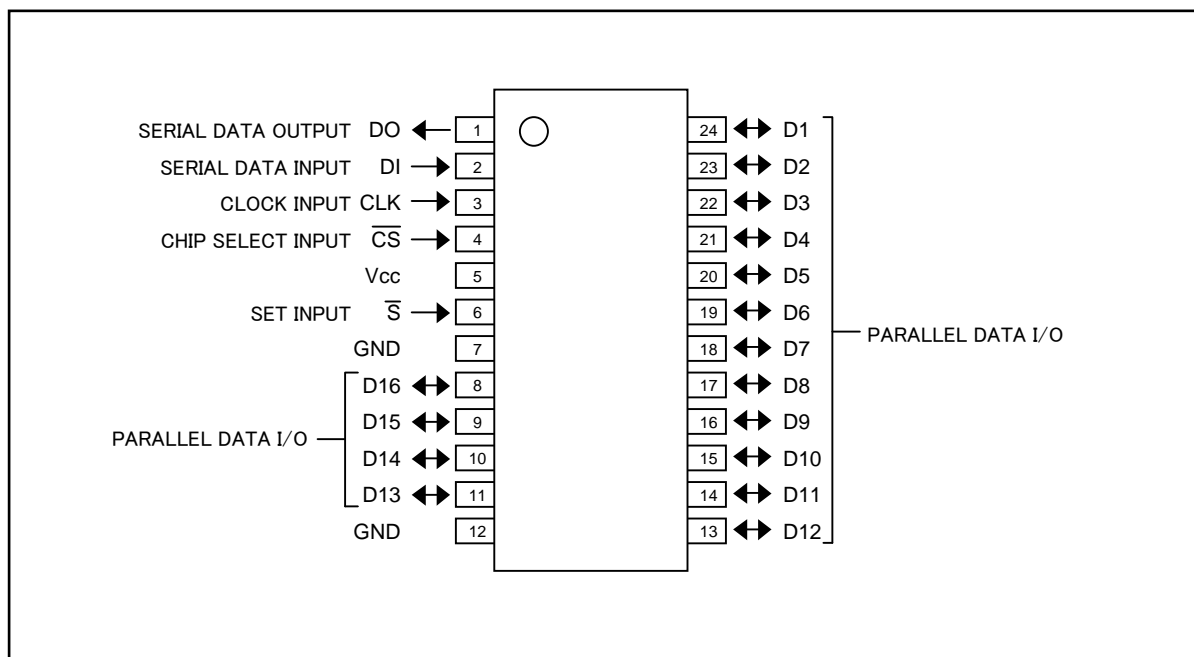 SERIAL DATA OUTPUT DO 1 24 D1
SERIAL DATA INPUT DI 2 23 D2
CLOCK INPUT CLK 3 22 D3
CHIP SELECT INPUT C̅S̅ 4 21 D4
Vcc 5 20 D5
SET INPUT S̅ 6 19 D6
GND 7 18 D7
PARALLEL DATA I/O
D16 8 17 D8
D15 9 16 D9
PARALLEL DATA I/O
D14 10 15 D10
D13 11 14 D11
GND 12 13 D12